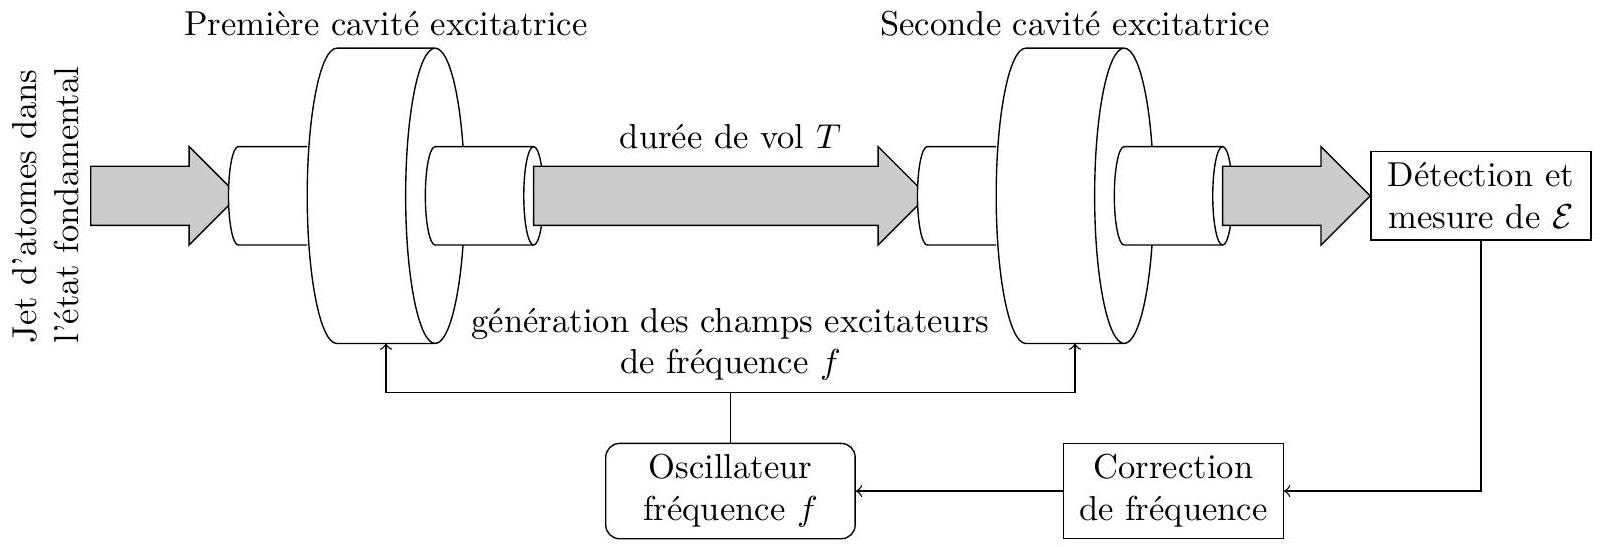 Première cavité excitatrice
Seconde cavité excitatrice
Jet d'atomes dans
l'état fondamental
durée de vol T
Détection et
mesure de ℰ
génération des champs excitateurs
de fréquence f
Oscillateur
fréquence f
Correction
de fréquence